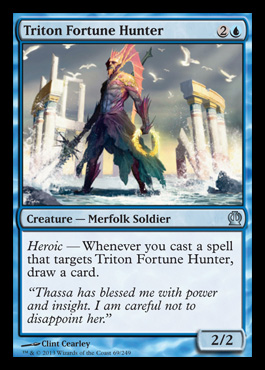 Triton Fortune Hunter 2
Creature — Merfolk Soldier
Heroic — Whenever you cast a spell
that targets Triton Fortune Hunter,
draw a card.
“Thassa has blessed me with power
and insight. I am careful not to
disappoint her.”
Clint Cearley
™ & © 2013 Wizards of the Coast 69/249
2/2